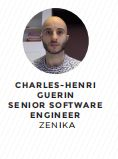 CHARLES-HENRI
GUERIN
SENIOR SOFTWARE
ENGINEER
ZENIKA